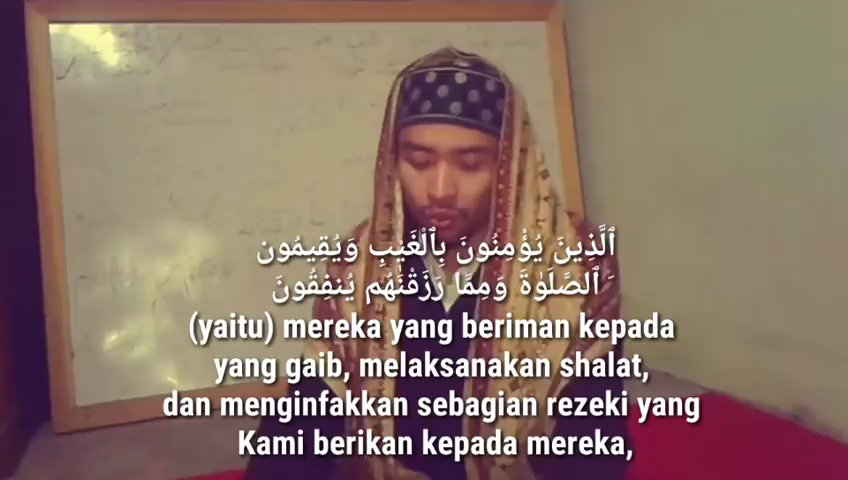 ٱلَّذِينَ يُؤْمِنُونَ بِٱلْغَيْبِ وَيُقِيمُون
َ ٱلصَّلَوٰةَ وَمِمَّا رَزَقْنَٰهُم يُنفِقُونَ
(yaitu) mereka yang beriman kepada
yang gaib, melaksanakan shalat,
dan menginfakkan sebagian rezeki yang
Kami berikan kepada mereka,